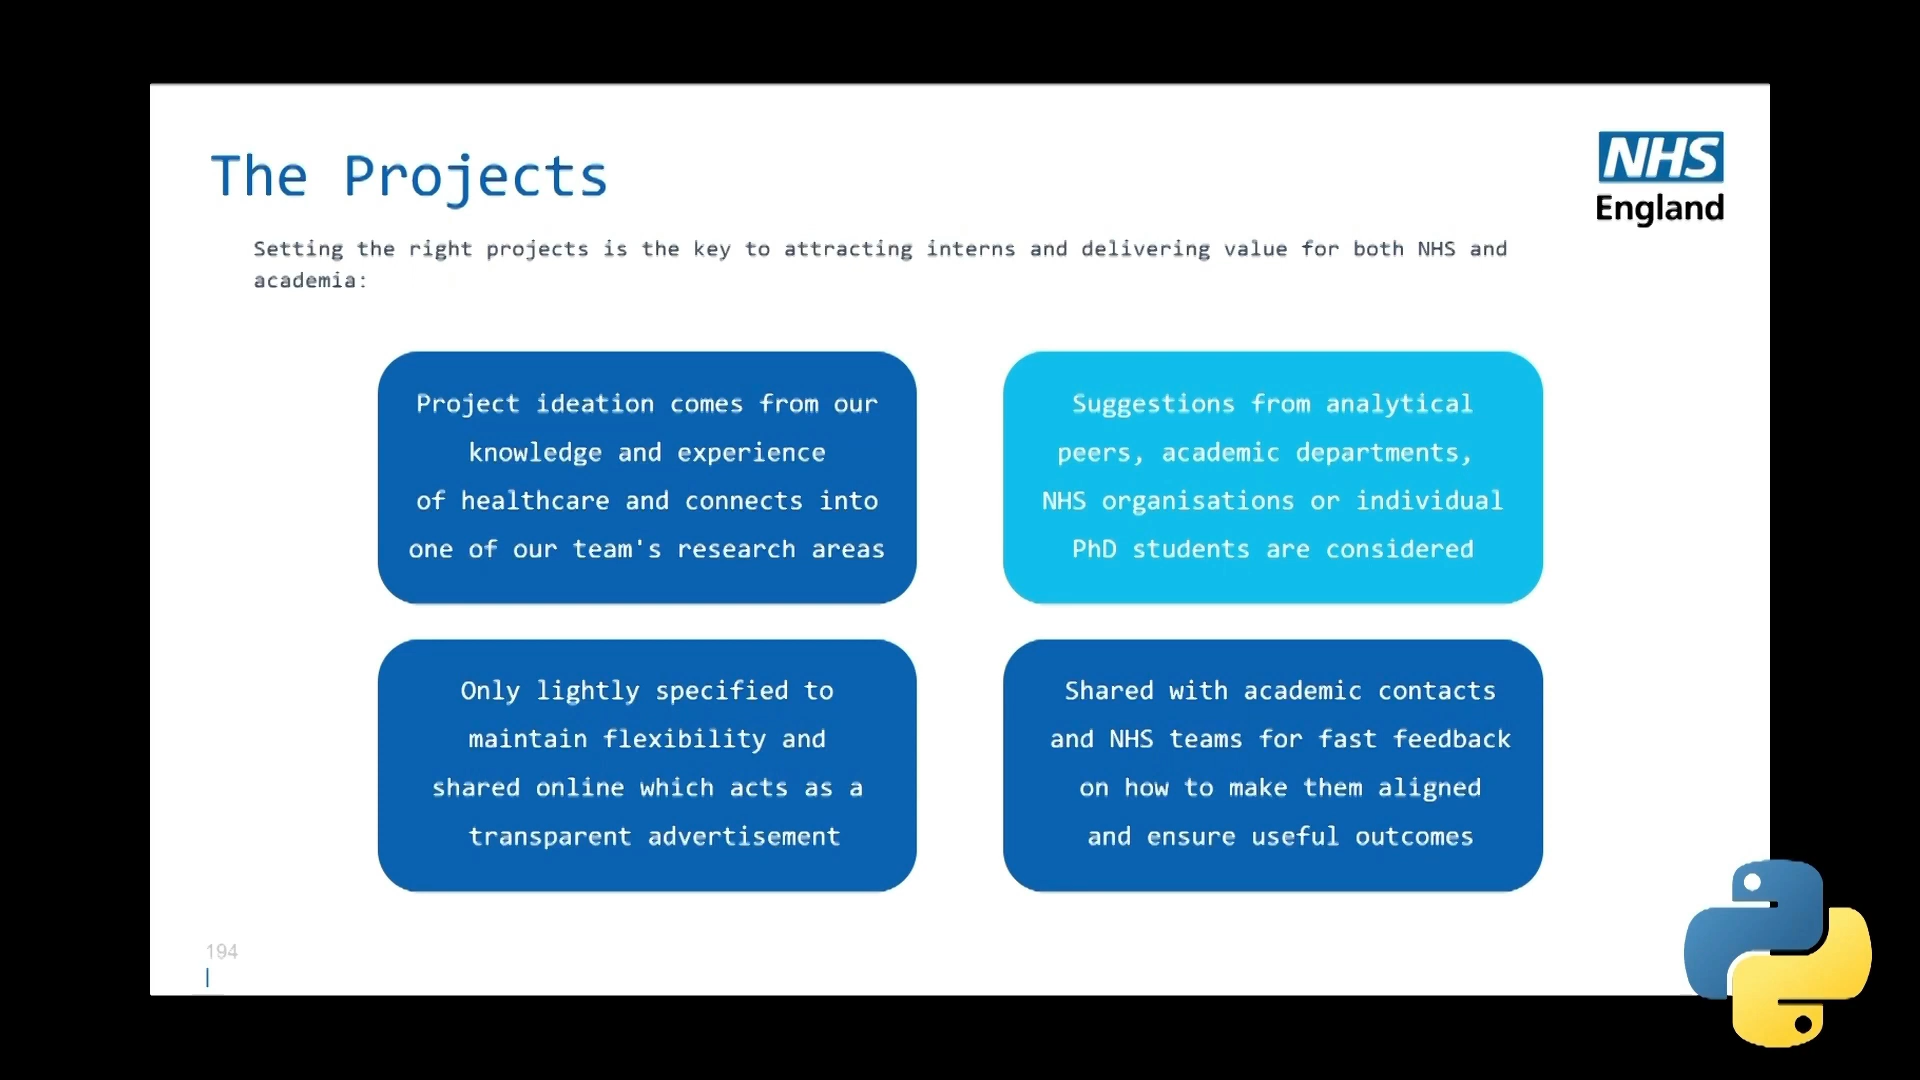 The Projects
NHS
England
Setting the right projects is the key to attracting interns and delivering value for both NHS and
academia:
Project ideation comes from our
knowledge and experience
of healthcare and connects into
one of our team's research areas
Suggestions from analytical
peers, academic departments,
NHS organisations or individual
PhD students are considered
Only lightly specified to
maintain flexibility and
shared online which acts as a
transparent advertisement
Shared with academic contacts
and NHS teams for fast feedback
on how to make them aligned
and ensure useful outcomes
194
|